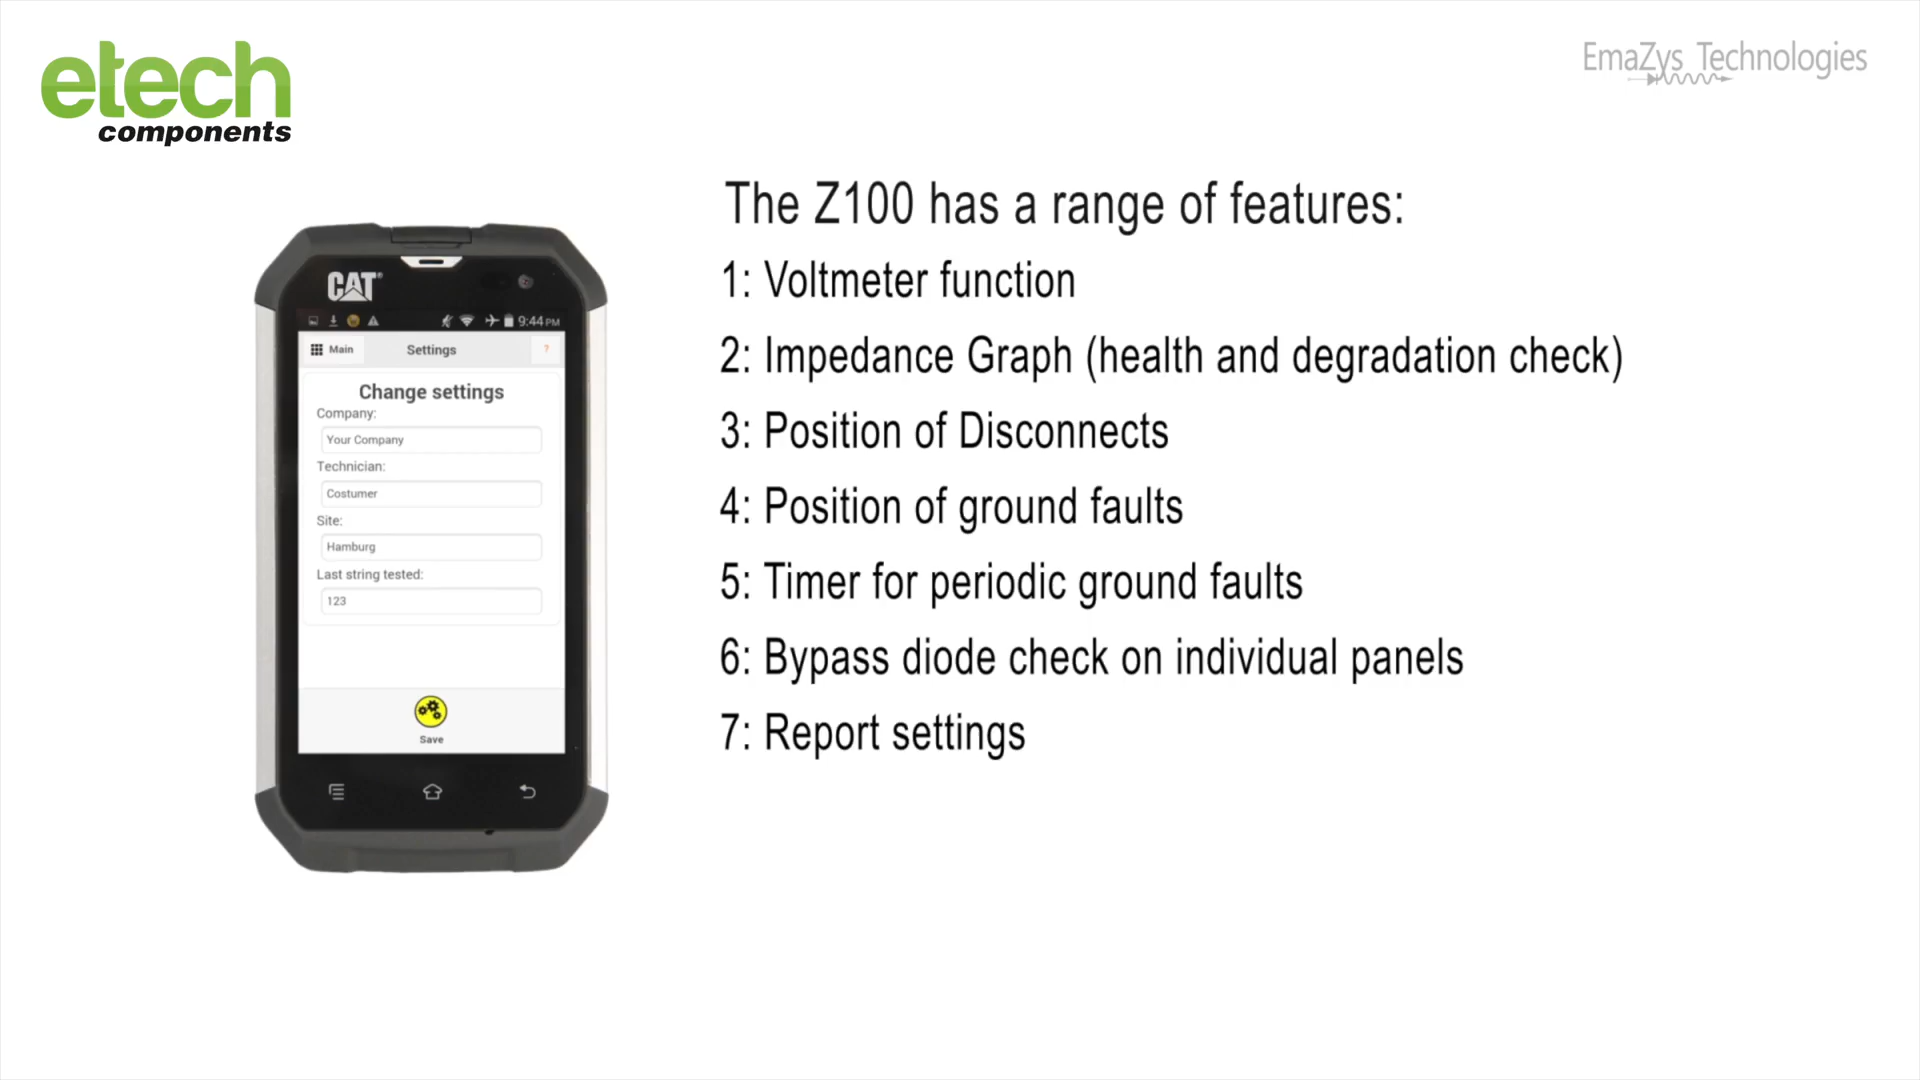 etech
components
EmaZys Technologies
The Z100 has a range of features:
1: Voltmeter function
2: Impedance Graph (health and degradation check)
3: Position of Disconnects
4: Position of ground faults
5: Timer for periodic ground faults
6: Bypass diode check on individual panels
7: Report settings
CAT®
9:44 PM
Main
Settings
?
Change settings
Company:
Your Company
Technician:
Costumer
Site:
Hamburg
Last string tested:
123
Save